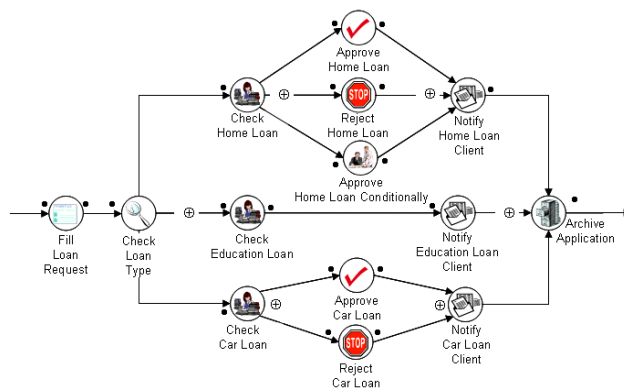 Approve
Home Loan
Check
Home Loan
STOP
Reject
Home Loan
Notify
Home Loan
Client
Approve
Home Loan Conditionally
Fill
Loan
Request
Check
Loan
Type
Check
Education Loan
Notify
Education Loan
Client
Archive
Application
Approve
Car Loan
Check
Car Loan
STOP
Reject
Car Loan
Notify
Car Loan
Client